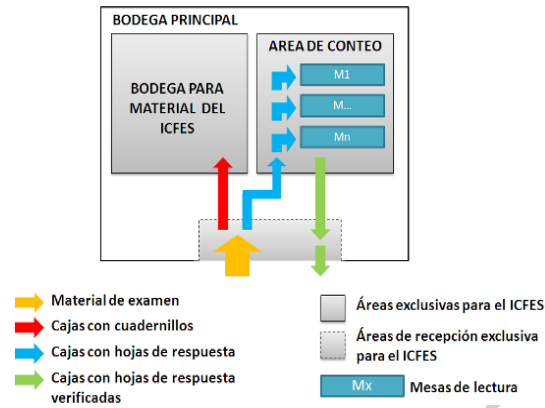 BODEGA PRINCIPAL
BODEGA PARA
MATERIAL DEL
ICFES
AREA DE CONTEO
M1
M...
Mn
Material de examen
Cajas con cuadernillos
Cajas con hojas de respuesta
Cajas con hojas de respuesta
verificadas
Áreas exclusivas para el ICFES
Áreas de recepción exclusiva
para el ICFES
Mx
Mesas de lectura